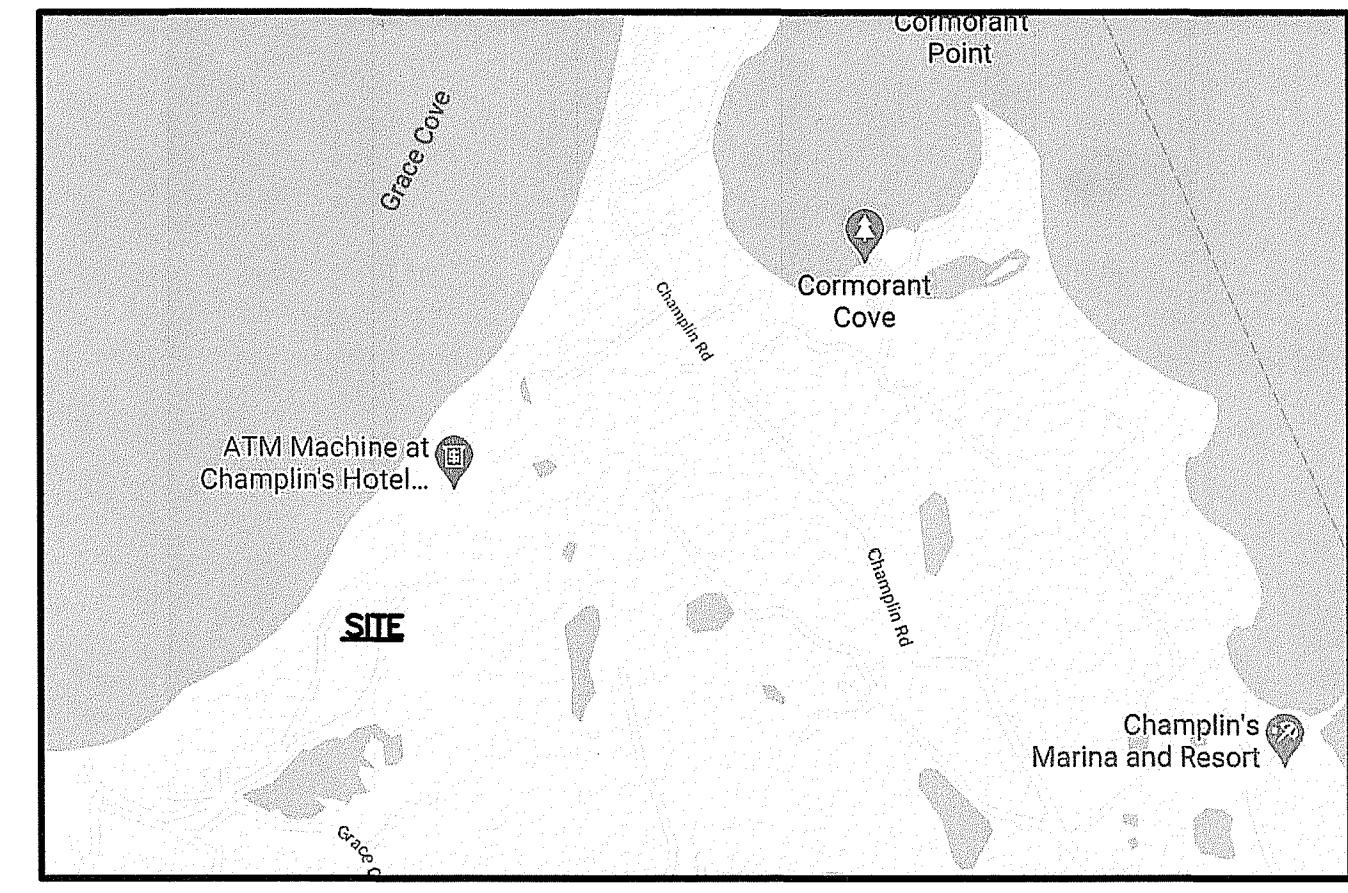 Cormorant
Point
Grace Cove
Cormorant
Cove
Champlin Rd
ATM Machine at
Champlin's Hotel...
Champlin Rd
SITE
Champlin's
Marina and Resort
Grace